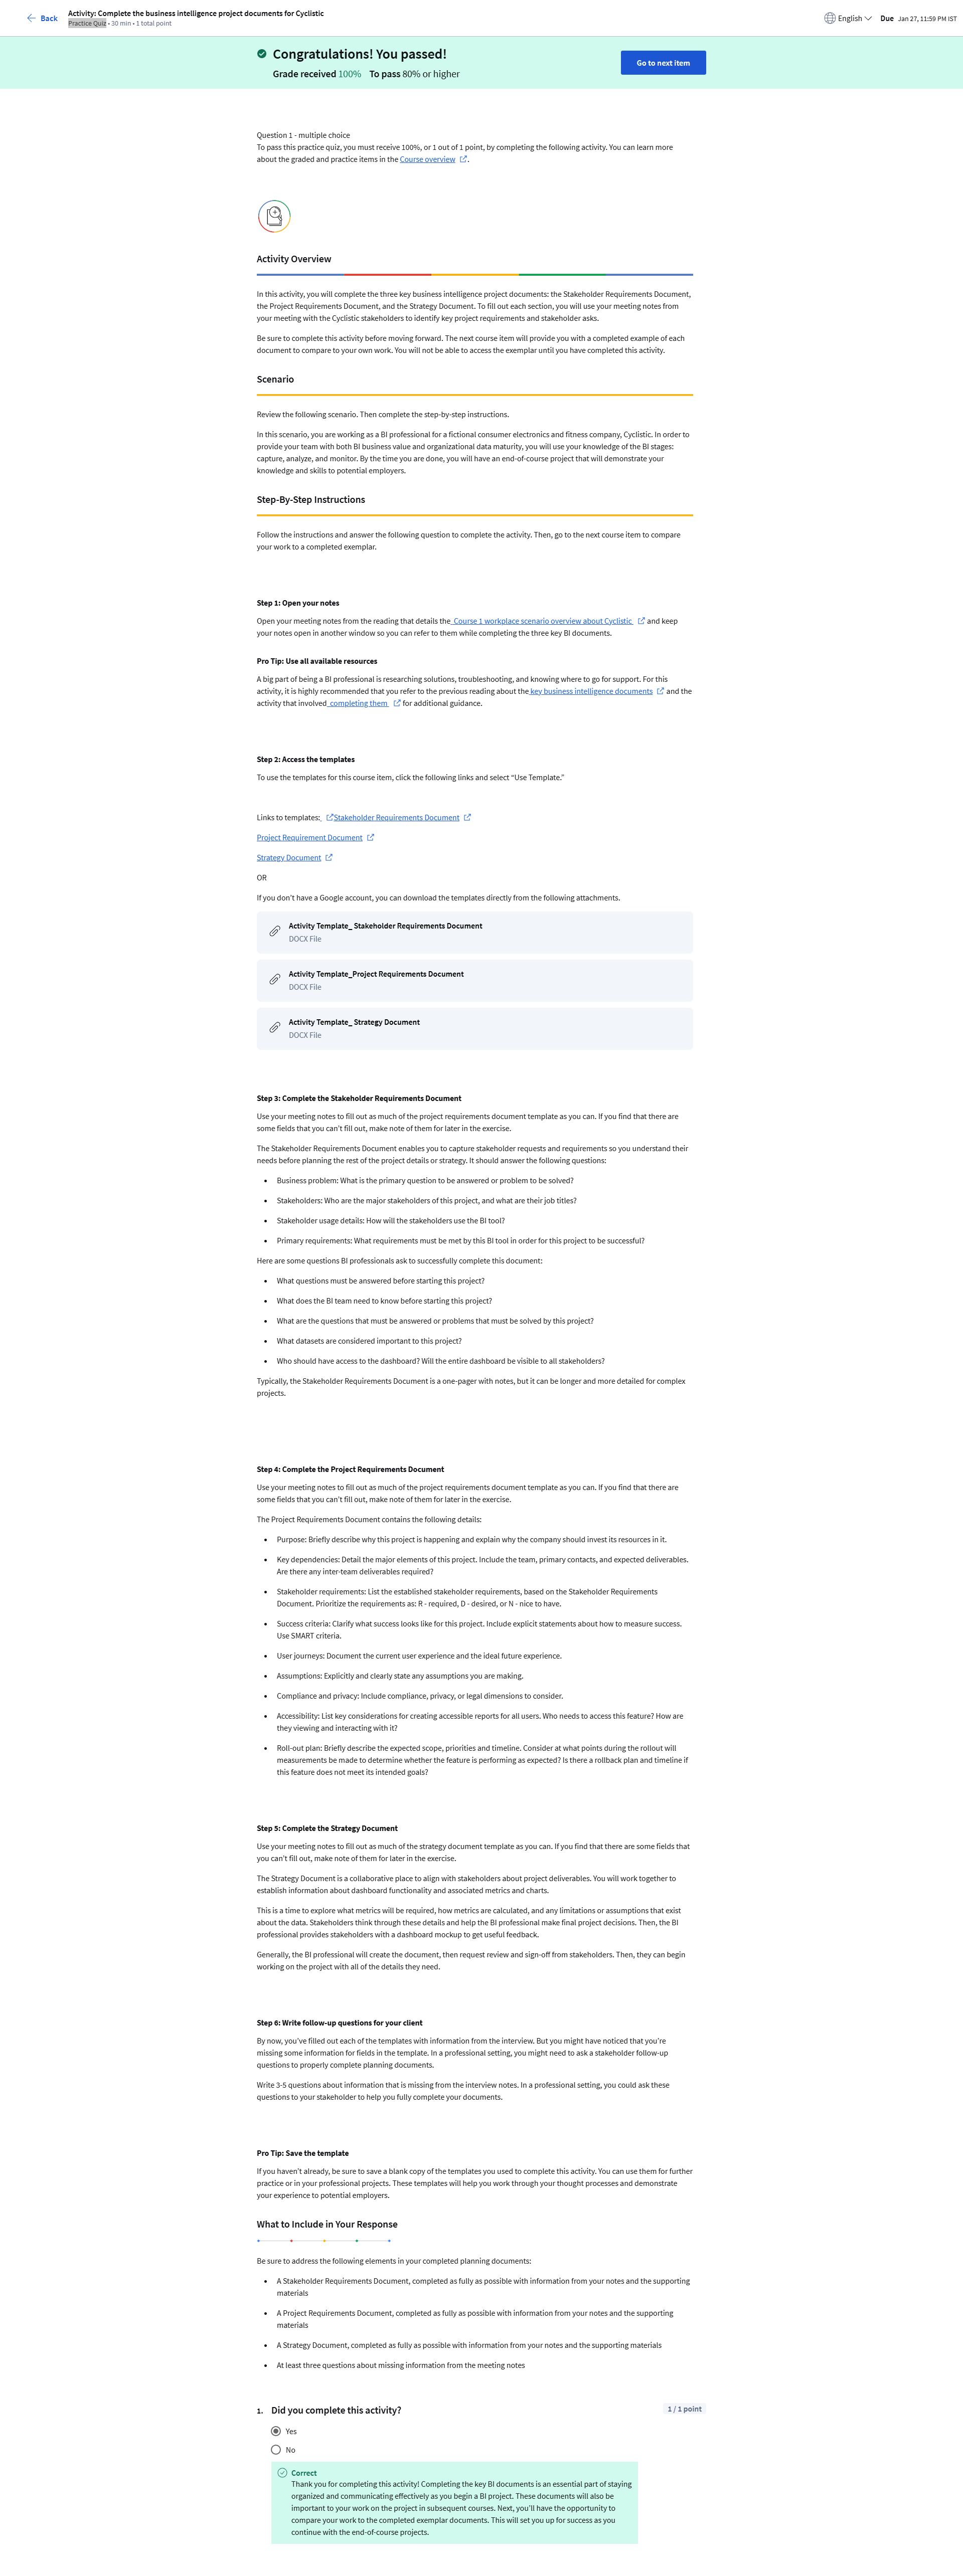 Back
Activity: Complete the business intelligence project documents for Cyclistic
Practice Quiz • 30 min • 1 total point
English
Due Jan 27, 11:59 PM IST
Congratulations! You passed!
Grade received 100% To pass 80% or higher
Go to next item
Question 1 - multiple choice
To pass this practice quiz, you must receive 100%, or 1 out of 1 point, by completing the following activity. You can learn more
about the graded and practice items in the Course overview .
Activity Overview
In this activity, you will complete the three key business intelligence project documents: the Stakeholder Requirements Document,
the Project Requirements Document, and the Strategy Document. To fill out each section, you will use your meeting notes from
your meeting with the Cyclistic stakeholders to identify key project requirements and stakeholder asks.
Be sure to complete this activity before moving forward. The next course item will provide you with a completed example of each
document to compare to your own work. You will not be able to access the exemplar until you have completed this activity.
Scenario
Review the following scenario. Then complete the step-by-step instructions.
In this scenario, you are working as a BI professional for a fictional consumer electronics and fitness company, Cyclistic. In order to
provide your team with both BI business value and organizational data maturity, you will use your knowledge of the BI stages:
capture, analyze, and monitor. By the time you are done, you will have an end-of-course project that will demonstrate your
knowledge and skills to potential employers.
Step-By-Step Instructions
Follow the instructions and answer the following question to complete the activity. Then, go to the next course item to compare
your work to a completed exemplar.
Step 1: Open your notes
Open your meeting notes from the reading that details the Course 1 workplace scenario overview about Cyclistic and keep
your notes open in another window so you can refer to them while completing the three key BI documents.
Pro Tip: Use all available resources
A big part of being a BI professional is researching solutions, troubleshooting, and knowing where to go for support. For this
activity, it is highly recommended that you refer to the previous reading about the key business intelligence documents and the
activity that involved completing them for additional guidance.
Step 2: Access the templates
To use the templates for this course item, click the following links and select “Use Template.”
Links to templates: Stakeholder Requirements Document
Project Requirement Document
Strategy Document
OR
If you don’t have a Google account, you can download the templates directly from the following attachments.
Activity Template_ Stakeholder Requirements Document
DOCX File
Activity Template_Project Requirements Document
DOCX File
Activity Template_ Strategy Document
DOCX File
Step 3: Complete the Stakeholder Requirements Document
Use your meeting notes to fill out as much of the project requirements document template as you can. If you find that there are
some fields that you can’t fill out, make note of them for later in the exercise.
The Stakeholder Requirements Document enables you to capture stakeholder requests and requirements so you understand their
needs before planning the rest of the project details or strategy. It should answer the following questions:
• Business problem: What is the primary question to be answered or problem to be solved?
• Stakeholders: Who are the major stakeholders of this project, and what are their job titles?
• Stakeholder usage details: How will the stakeholders use the BI tool?
• Primary requirements: What requirements must be met by this BI tool in order for this project to be successful?
Here are some questions BI professionals ask to successfully complete this document:
• What questions must be answered before starting this project?
• What does the BI team need to know before starting this project?
• What are the questions that must be answered or problems that must be solved by this project?
• What datasets are considered important to this project?
• Who should have access to the dashboard? Will the entire dashboard be visible to all stakeholders?
Typically, the Stakeholder Requirements Document is a one-pager with notes, but it can be longer and more detailed for complex
projects.
Step 4: Complete the Project Requirements Document
Use your meeting notes to fill out as much of the project requirements document template as you can. If you find that there are
some fields that you can’t fill out, make note of them for later in the exercise.
The Project Requirements Document contains the following details:
• Purpose: Briefly describe why this project is happening and explain why the company should invest its resources in it.
• Key dependencies: Detail the major elements of this project. Include the team, primary contacts, and expected deliverables.
Are there any inter-team deliverables required?
• Stakeholder requirements: List the established stakeholder requirements, based on the Stakeholder Requirements
Document. Prioritize the requirements as: R - required, D - desired, or N - nice to have.
• Success criteria: Clarify what success looks like for this project. Include explicit statements about how to measure success.
Use SMART criteria.
• User journeys: Document the current user experience and the ideal future experience.
• Assumptions: Explicitly and clearly state any assumptions you are making.
• Compliance and privacy: Include compliance, privacy, or legal dimensions to consider.
• Accessibility: List key considerations for creating accessible reports for all users. Who needs to access this feature? How are
they viewing and interacting with it?
• Roll-out plan: Briefly describe the expected scope, priorities and timeline. Consider at what points during the rollout will
measurements be made to determine whether the feature is performing as expected? Is there a rollback plan and timeline if
this feature does not meet its intended goals?
Step 5: Complete the Strategy Document
Use your meeting notes to fill out as much of the strategy document template as you can. If you find that there are some fields that
you can’t fill out, make note of them for later in the exercise.
The Strategy Document is a collaborative place to align with stakeholders about project deliverables. You will work together to
establish information about dashboard functionality and associated metrics and charts.
This is a time to explore what metrics will be required, how metrics are calculated, and any limitations or assumptions that exist
about the data. Stakeholders think through these details and help the BI professional make final project decisions. Then, the BI
professional provides stakeholders with a dashboard mockup to get useful feedback.
Generally, the BI professional will create the document, then request review and sign-off from stakeholders. Then, they can begin
working on the project with all of the details they need.
Step 6: Write follow-up questions for your client
By now, you’ve filled out each of the templates with information from the interview. But you might have noticed that you’re
missing some information for fields in the template. In a professional setting, you might need to ask a stakeholder follow-up
questions to properly complete planning documents.
Write 3-5 questions about information that is missing from the interview notes. In a professional setting, you could ask these
questions to your stakeholder to help you fully complete your documents.
Pro Tip: Save the template
If you haven’t already, be sure to save a blank copy of the templates you used to complete this activity. You can use them for further
practice or in your professional projects. These templates will help you work through your thought processes and demonstrate
your experience to potential employers.
What to Include in Your Response
Be sure to address the following elements in your completed planning documents:
• A Stakeholder Requirements Document, completed as fully as possible with information from your notes and the supporting
materials
• A Project Requirements Document, completed as fully as possible with information from your notes and the supporting
materials
• A Strategy Document, completed as fully as possible with information from your notes and the supporting materials
• At least three questions about missing information from the meeting notes
1. Did you complete this activity?
1 / 1 point
Yes
No
Correct
Thank you for completing this activity! Completing the key BI documents is an essential part of staying
organized and communicating effectively as you begin a BI project. These documents will also be
important to your work on the project in subsequent courses. Next, you’ll have the opportunity to
compare your work to the completed exemplar documents. This will set you up for success as you
continue with the end-of-course projects.